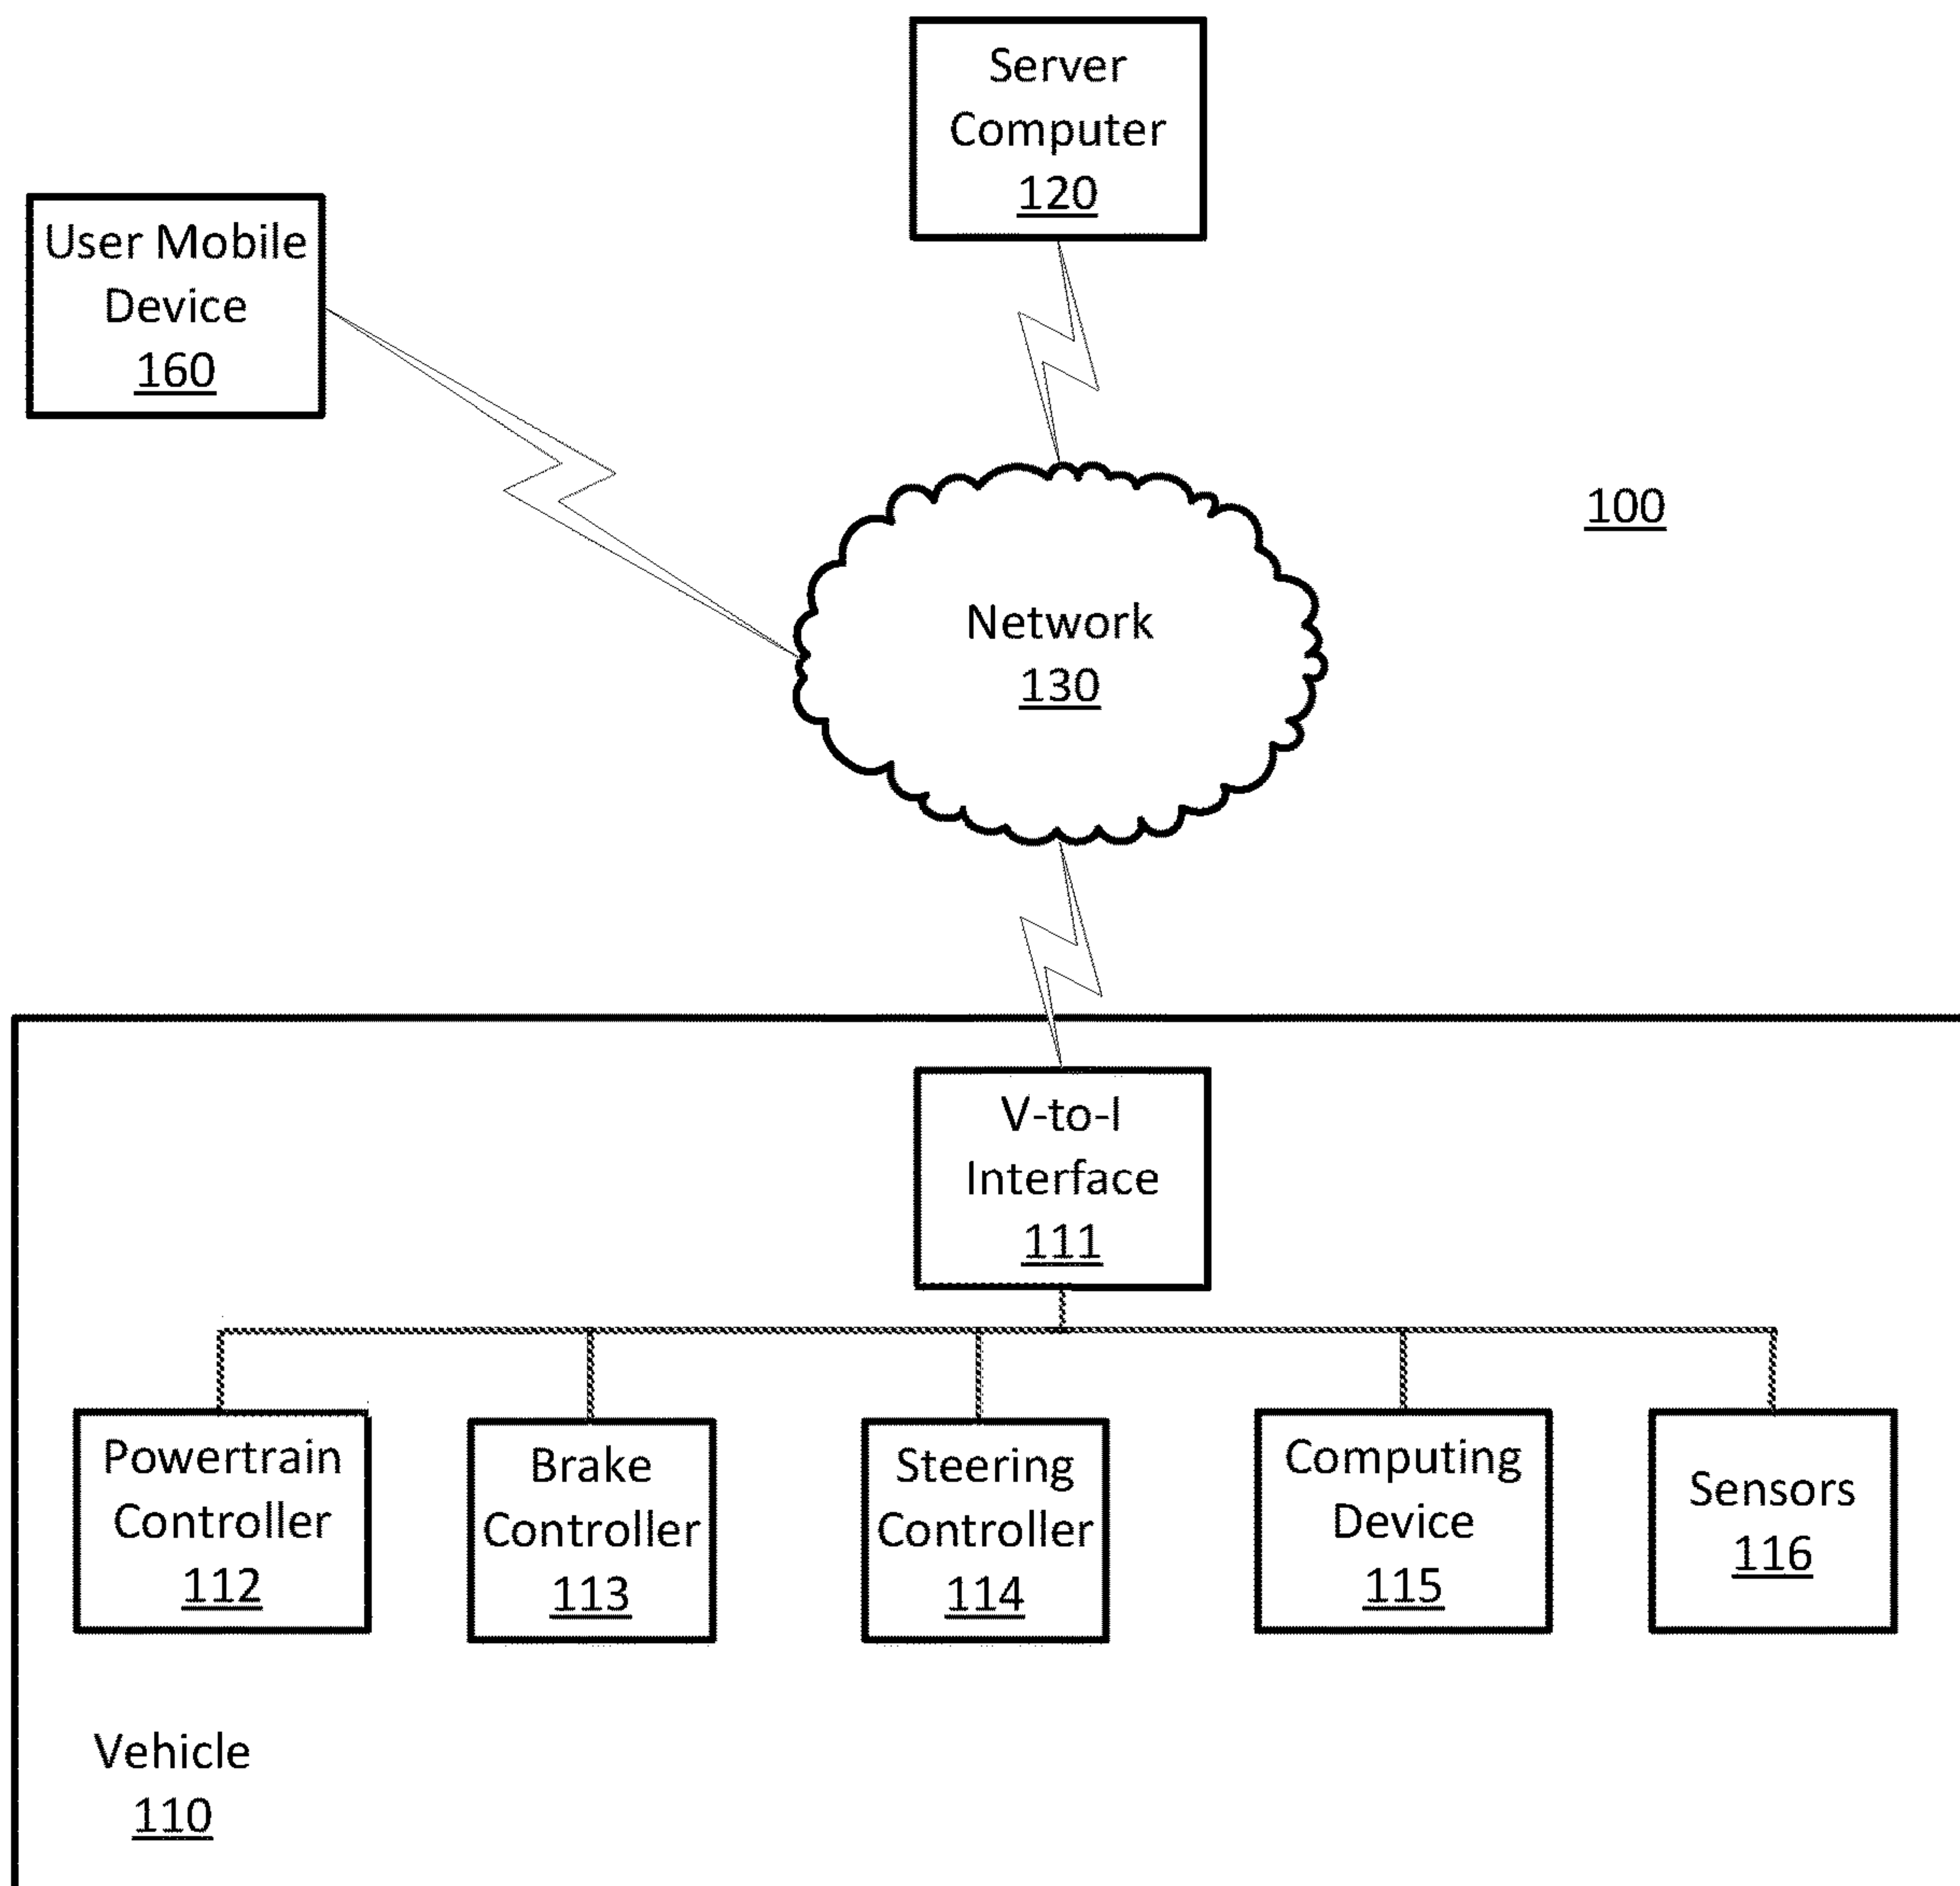 Server
Computer
120
User Mobile
Device
160
100
Network
130
V-to-I
Interface
111
Powertrain
Controller
112
Brake
Controller
113
Steering
Controller
114
Computing
Device
115
Sensors
116
Vehicle
110